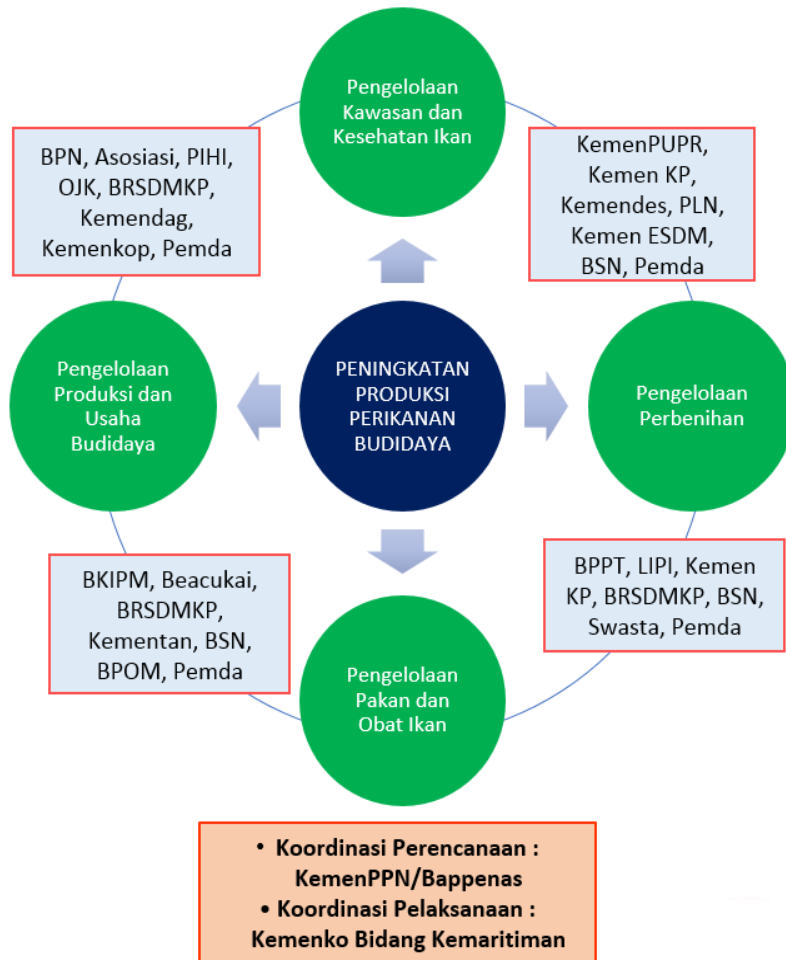 Pengelolaan
Kawasan dan
Kesehatan Ikan
BPN, Asosiasi, PIHI,
OJK, BRSDMKP,
Kemendag,
Kemenkop, Pemda
KemenPUPR,
Kemen KP,
Kemendes, PLN,
Kemen ESDM,
BSN, Pemda
Pengelolaan
Produksi dan
Usaha
Budidaya
PENINGKATAN
PRODUKSI
PERIKANAN
BUDIDAYA
Pengelolaan
Perbenihan
BKIPM, Beacukai,
BRSDMKP,
Kementan, BSN,
BPOM, Pemda
BPPT, LIPI, Kemen
KP, BRSDMKP, BSN,
Swasta, Pemda
Pengelolaan
Pakan dan
Obat Ikan
• Koordinasi Perencanaan :
KemenPPN/Bappenas
• Koordinasi Pelaksanaan :
Kemenko Bidang Kemaritiman